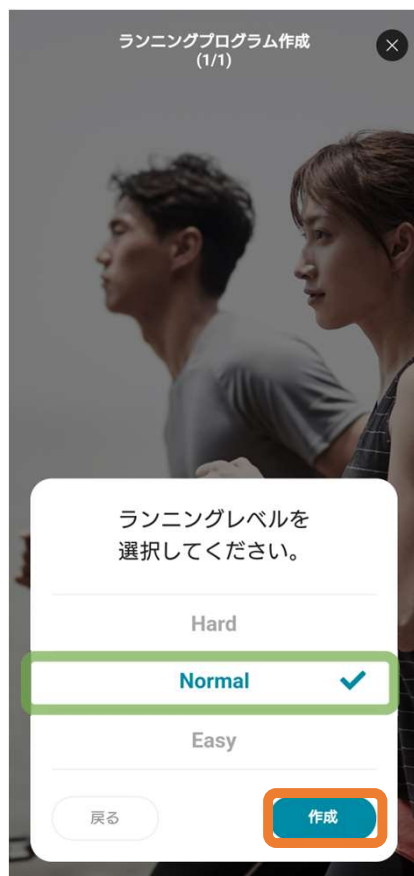 ランニングプログラム作成
(1/1)
ランニングレベルを
選択してください。
Hard
Normal
Easy
戻る
作成